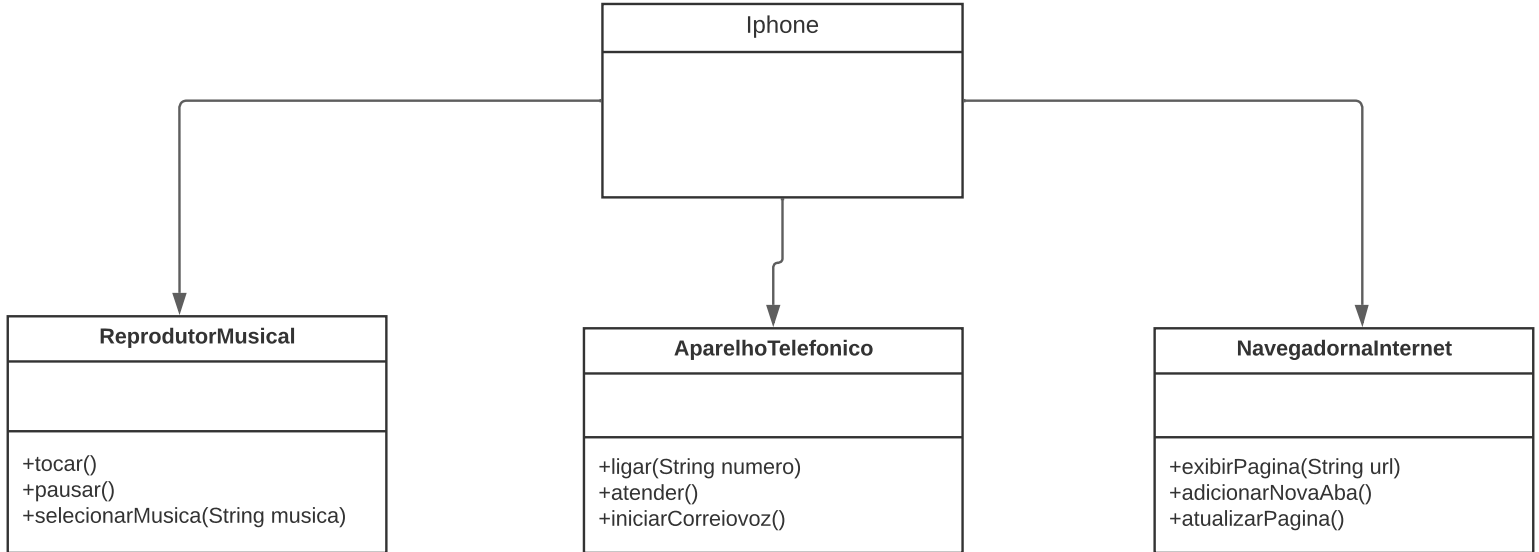 Iphone
ReprodutorMusical
+tocar()
+pausar()
+selecionarMusica(String musica)
AparelhoTelefonico
+ligar(String numero)
+atender()
+iniciarCorreiovoz()
NavegadornaInternet
+exibirPagina(String url)
+adicionarNovaAba()
+atualizarPagina()